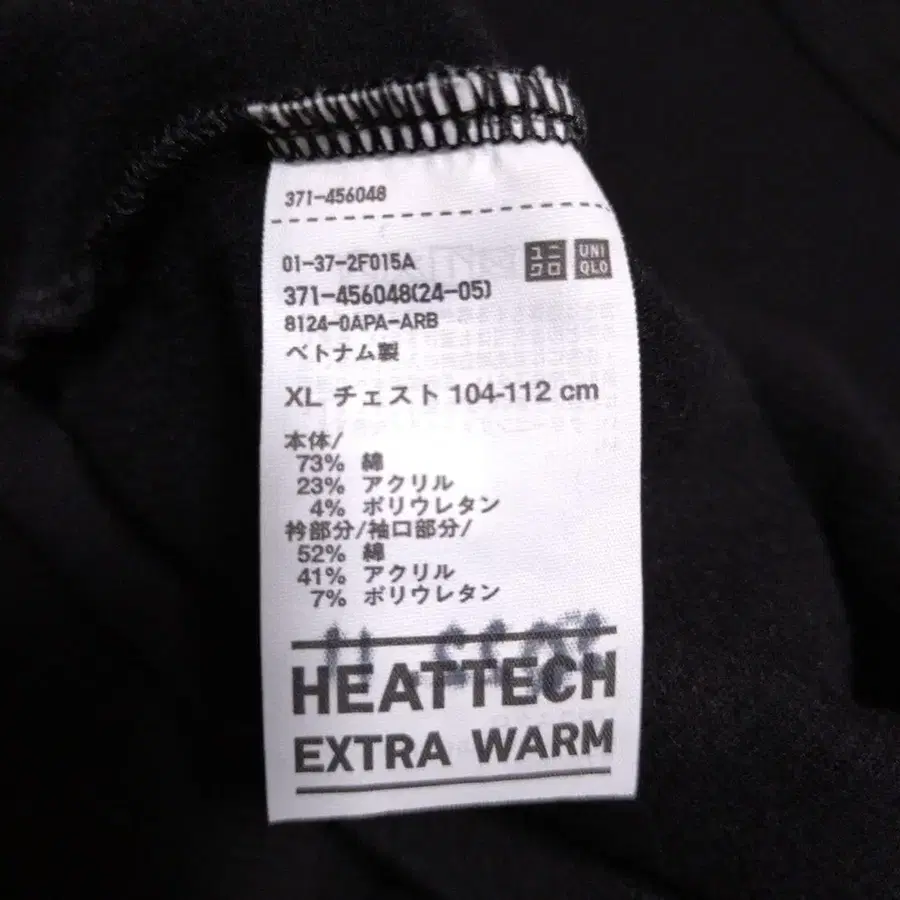 371-456048
01-37-2F015A
ユニクロ UNIQLO
371-456048(24-05)
8124-0APA-ARB
ベトナム製
XL チェスト 104-112 cm
本体/
73% 綿
23% アクリル
4% ポリウレタン
衿部分/袖口部分/
52% 綿
41% アクリル
7% ポリウレタン
HEATTECH
EXTRA WARM